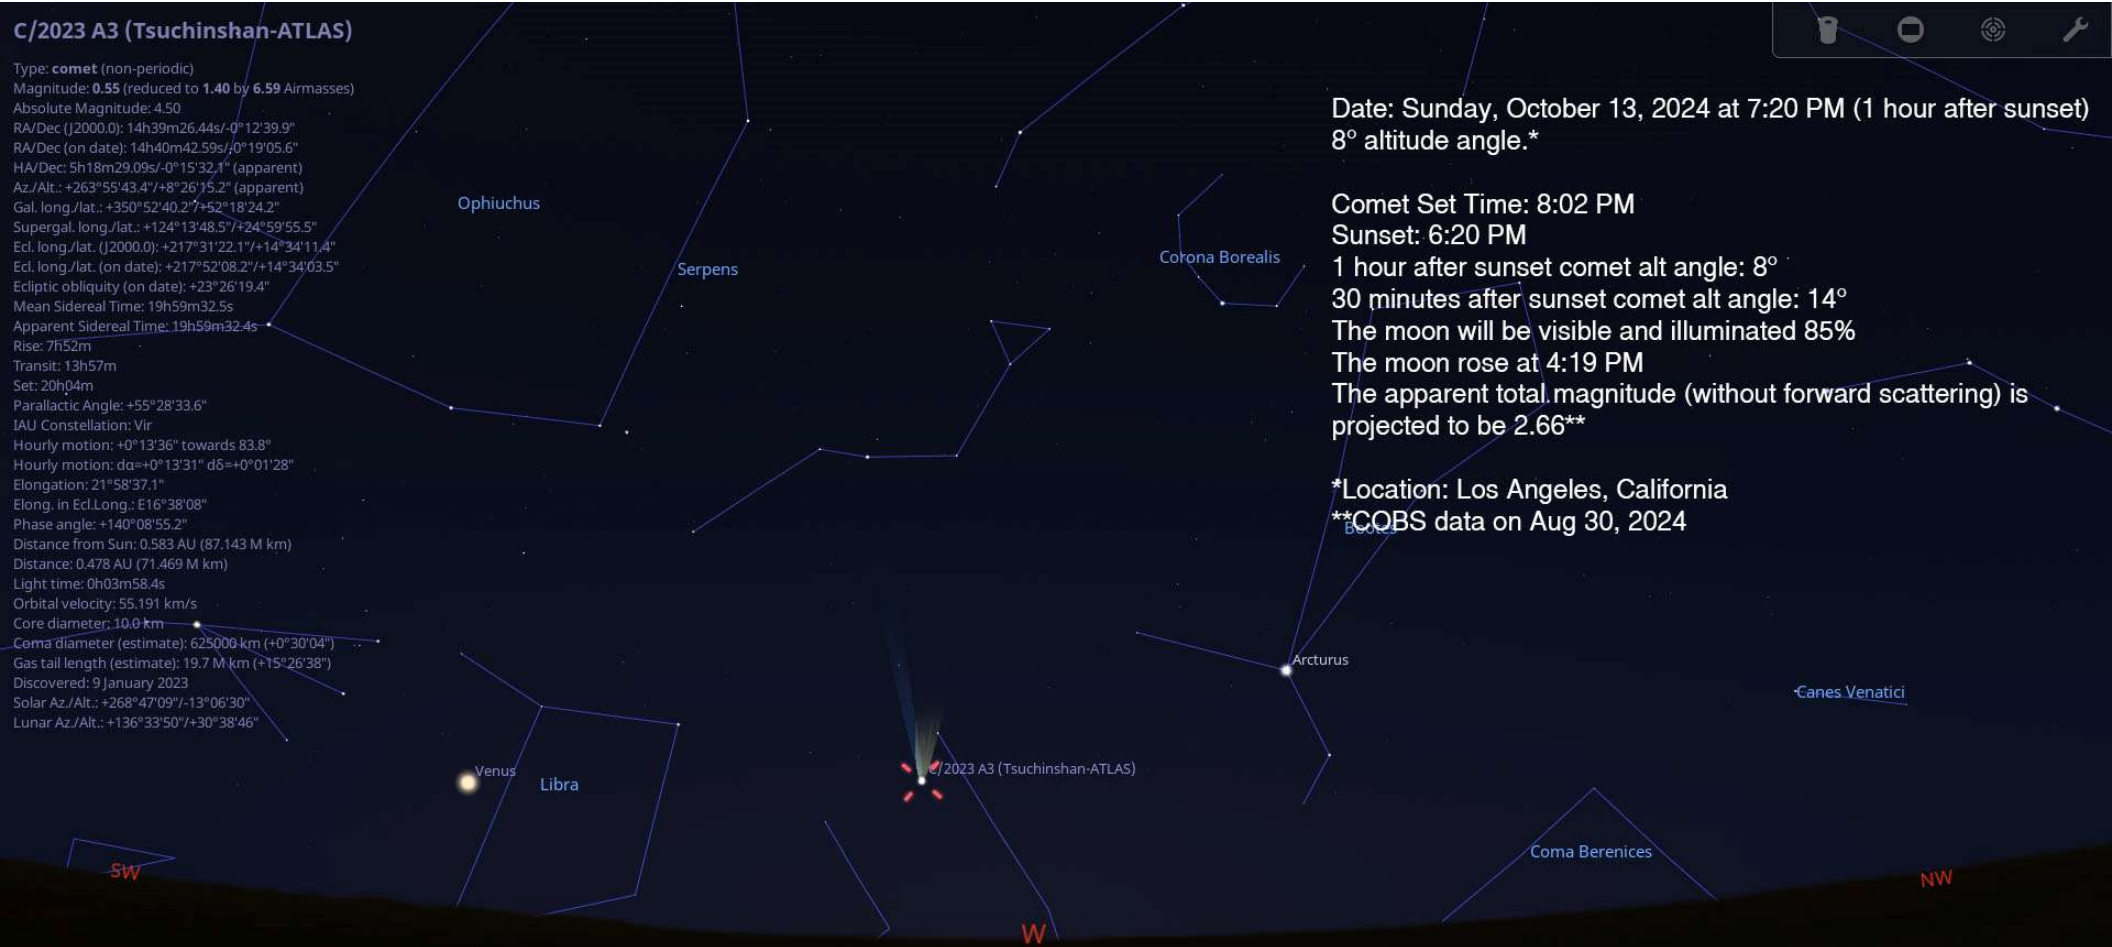 C/2023 A3 (Tsuchinshan-ATLAS)
Type: comet (non-periodic)
Magnitude: 0.55 (reduced to 1.40 by 6.59 Airmasses)
Absolute Magnitude: 4.50
RA/Dec (J2000.0): 14h39m26.44s/-0°12'39.9"
RA/Dec (on date): 14h40m42.59s/-0°19'05.6"
HA/Dec: 5h18m29.09s/-0°15'32.1" (apparent)
Az./Alt.: +263°55'43.4"/+8°26'15.2" (apparent)
Gal. long./lat.: +350°52'40.2"/+52°18'24.2"
Supergal. long./lat.: +124°13'48.5"/+24°59'55.5"
Ecl. long./lat. (J2000.0): +217°31'22.1"/+14°34'11.4"
Ecl. long./lat. (on date): +217°52'08.2"/+14°34'03.5"
Ecliptic obliquity (on date): +23°26'19.4"
Mean Sidereal Time: 19h59m32.5s
Apparent Sidereal Time: 19h59m32.4s
Rise: 7h52m
Transit: 13h57m
Set: 20h04m
Parallactic Angle: +55°28'33.6"
IAU Constellation: Vir
Hourly motion: +0°13'36" towards 83.8°
Hourly motion: dα=+0°13'31" dδ=+0°01'28"
Elongation: 21°58'37.1"
Elong. in Ecl.Long.: E16°38'08"
Phase angle: +140°08'55.2"
Distance from Sun: 0.583 AU (87.143 M km)
Distance: 0.478 AU (71.469 M km)
Light time: 0h03m58.4s
Orbital velocity: 55.191 km/s
Core diameter: 10.0 km
Coma diameter (estimate): 625000 km (+0°30'04")
Gas tail length (estimate): 19.7 M km (+15°26'38")
Discovered: 9 January 2023
Solar Az./Alt.: +268°47'09"/-13°06'30"
Lunar Az./Alt.: +136°33'50"/+30°38'46"
Date: Sunday, October 13, 2024 at 7:20 PM (1 hour after sunset)
8° altitude angle.*
Comet Set Time: 8:02 PM
Sunset: 6:20 PM
1 hour after sunset comet alt angle: 8°
30 minutes after sunset comet alt angle: 14°
The moon will be visible and illuminated 85%
The moon rose at 4:19 PM
The apparent total magnitude (without forward scattering) is
projected to be 2.66**
*Location: Los Angeles, California
**COBS data on Aug 30, 2024
Ophiuchus
Serpens
Corona Borealis
Bootes
Arcturus
Canes Venatici
Venus
Libra
C/2023 A3 (Tsuchinshan-ATLAS)
Coma Berenices
SW
W
NW